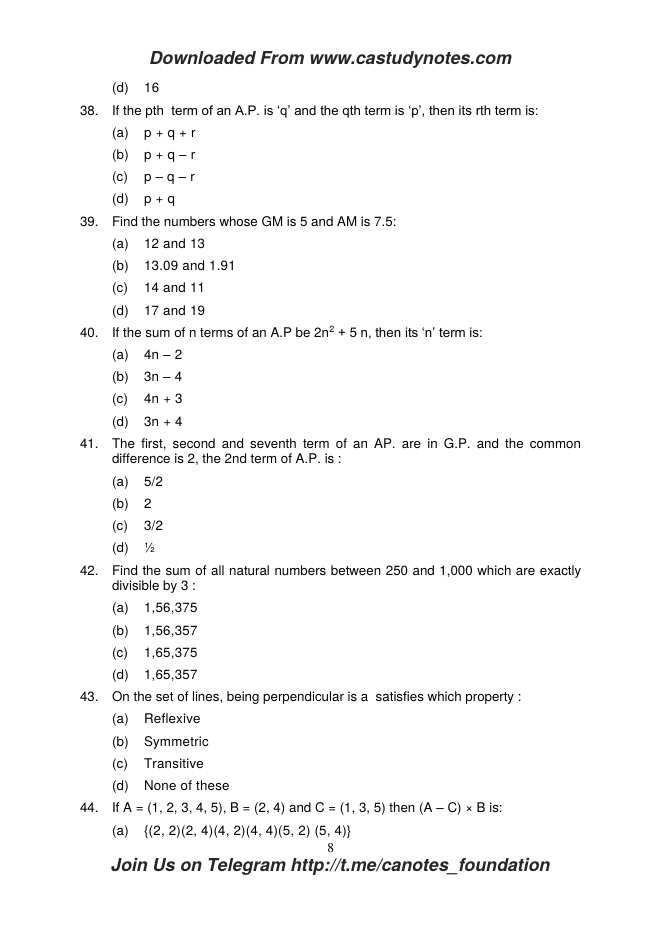 Downloaded From www.castudynotes.com
(d) 16
38. If the pth term of an A.P. is ‘q’ and the qth term is ‘p’, then its rth term is:
(a) p + q + r
(b) p + q – r
(c) p – q – r
(d) p + q
39. Find the numbers whose GM is 5 and AM is 7.5:
(a) 12 and 13
(b) 13.09 and 1.91
(c) 14 and 11
(d) 17 and 19
40. If the sum of n terms of an A.P be 2n² + 5 n, then its ‘n’ term is:
(a) 4n – 2
(b) 3n – 4
(c) 4n + 3
(d) 3n + 4
41. The first, second and seventh term of an AP. are in G.P. and the common
difference is 2, the 2nd term of A.P. is :
(a) 5/2
(b) 2
(c) 3/2
(d) ½
42. Find the sum of all natural numbers between 250 and 1,000 which are exactly
divisible by 3 :
(a) 1,56,375
(b) 1,56,357
(c) 1,65,375
(d) 1,65,357
43. On the set of lines, being perpendicular is a satisfies which property :
(a) Reflexive
(b) Symmetric
(c) Transitive
(d) None of these
44. If A = (1, 2, 3, 4, 5), B = (2, 4) and C = (1, 3, 5) then (A – C) × B is:
(a) {(2, 2)(2, 4)(4, 2)(4, 4)(5, 2) (5, 4)}
8
Join Us on Telegram http://t.me/canotes_foundation